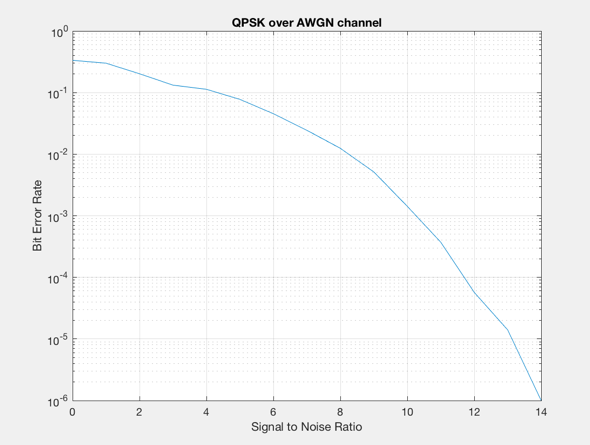 QPSK over AWGN channel
10^0
10^-1
10^-2
10^-3
10^-4
10^-5
10^-6
Bit Error Rate
0 2 4 6 8 10 12 14
Signal to Noise Ratio